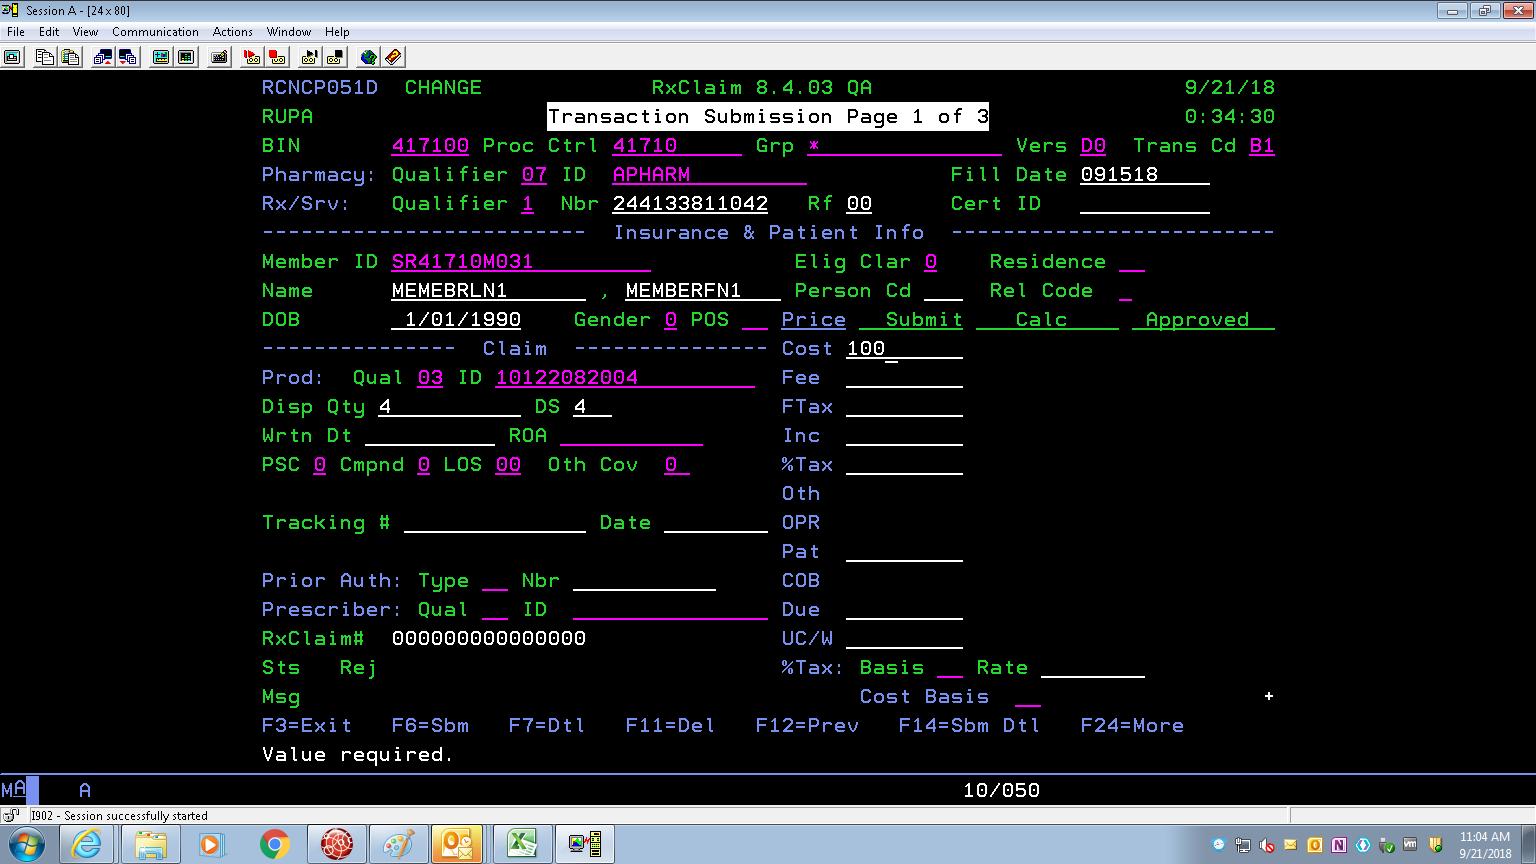 Session A - [24 x 80]
File Edit View Communication Actions Window Help
RCNCP051D CHANGE RxClaim 8.4.03 QA 9/21/18
RUPA Transaction Submission Page 1 of 3 0:34:30
BIN 417100 Proc Ctrl 41710 Grp * Vers D0 Trans Cd B1
Pharmacy: Qualifier 07 ID APHARM Fill Date 091518
Rx/Srv: Qualifier 1 Nbr 244133811042 Rf 00 Cert ID
------------------------- Insurance & Patient Info -------------------------
Member ID SR41710M031 Elig Clar 0 Residence
Name MEMEBRLN1 , MEMBERFN1 Person Cd Rel Code
DOB 1/01/1990 Gender 0 POS Price Submit Calc Approved
--------------- Claim --------------- Cost 100
Prod: Qual 03 ID 10122082004 Fee
Disp Qty 4 DS 4 FTax
Wrtn Dt ROA Inc
PSC 0 Cmpnd 0 LOS 00 Oth Cov 0 %Tax
Oth
Tracking # Date OPR
Pat
Prior Auth: Type Nbr COB
Prescriber: Qual ID Due
RxClaim# 000000000000000 UC/W
Sts Rej %Tax: Basis Rate
Msg Cost Basis +
F3=Exit F6=Sbm F7=Dtl F11=Del F12=Prev F14=Sbm Dtl F24=More
Value required.
MA A 10/050
I902 - Session successfully started
11:04 AM
9/21/2018